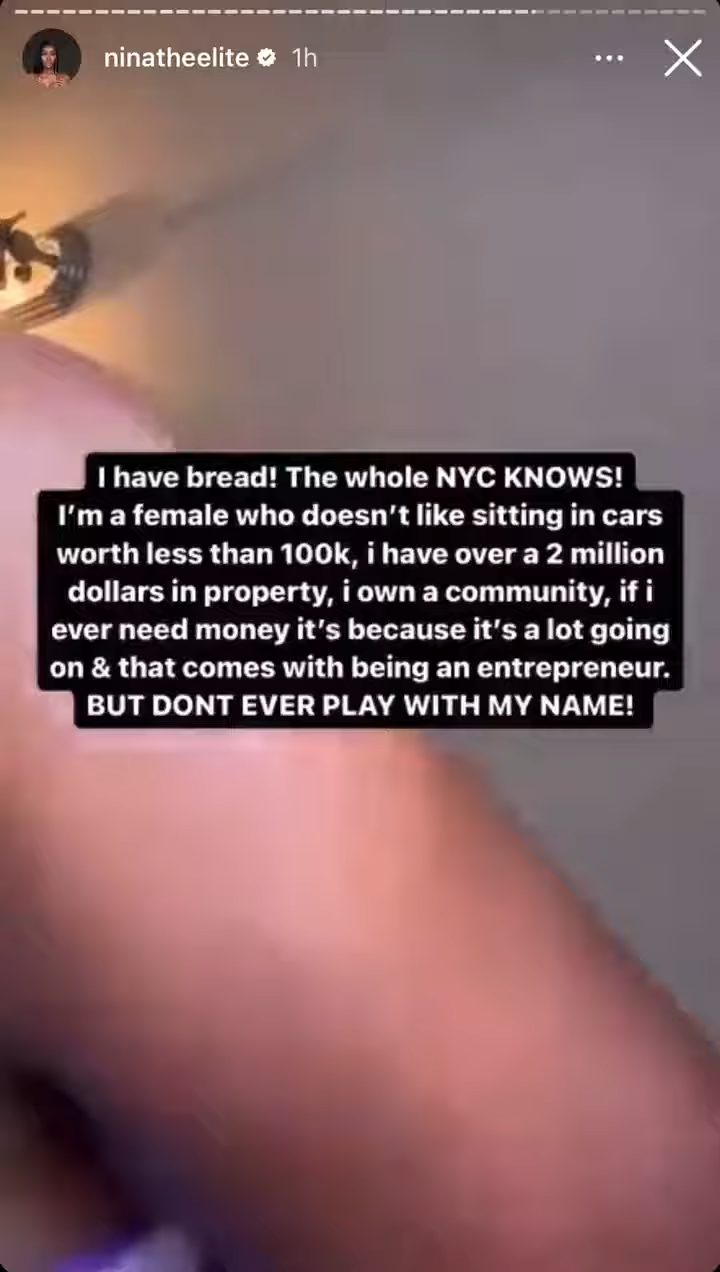 ninatheelite 1h
I have bread! The whole NYC KNOWS!
I'm a female who doesn't like sitting in cars
worth less than 100k, i have over a 2 million
dollars in property, i own a community, if i
ever need money it's because it's a lot going
on & that comes with being an entrepreneur.
BUT DONT EVER PLAY WITH MY NAME!